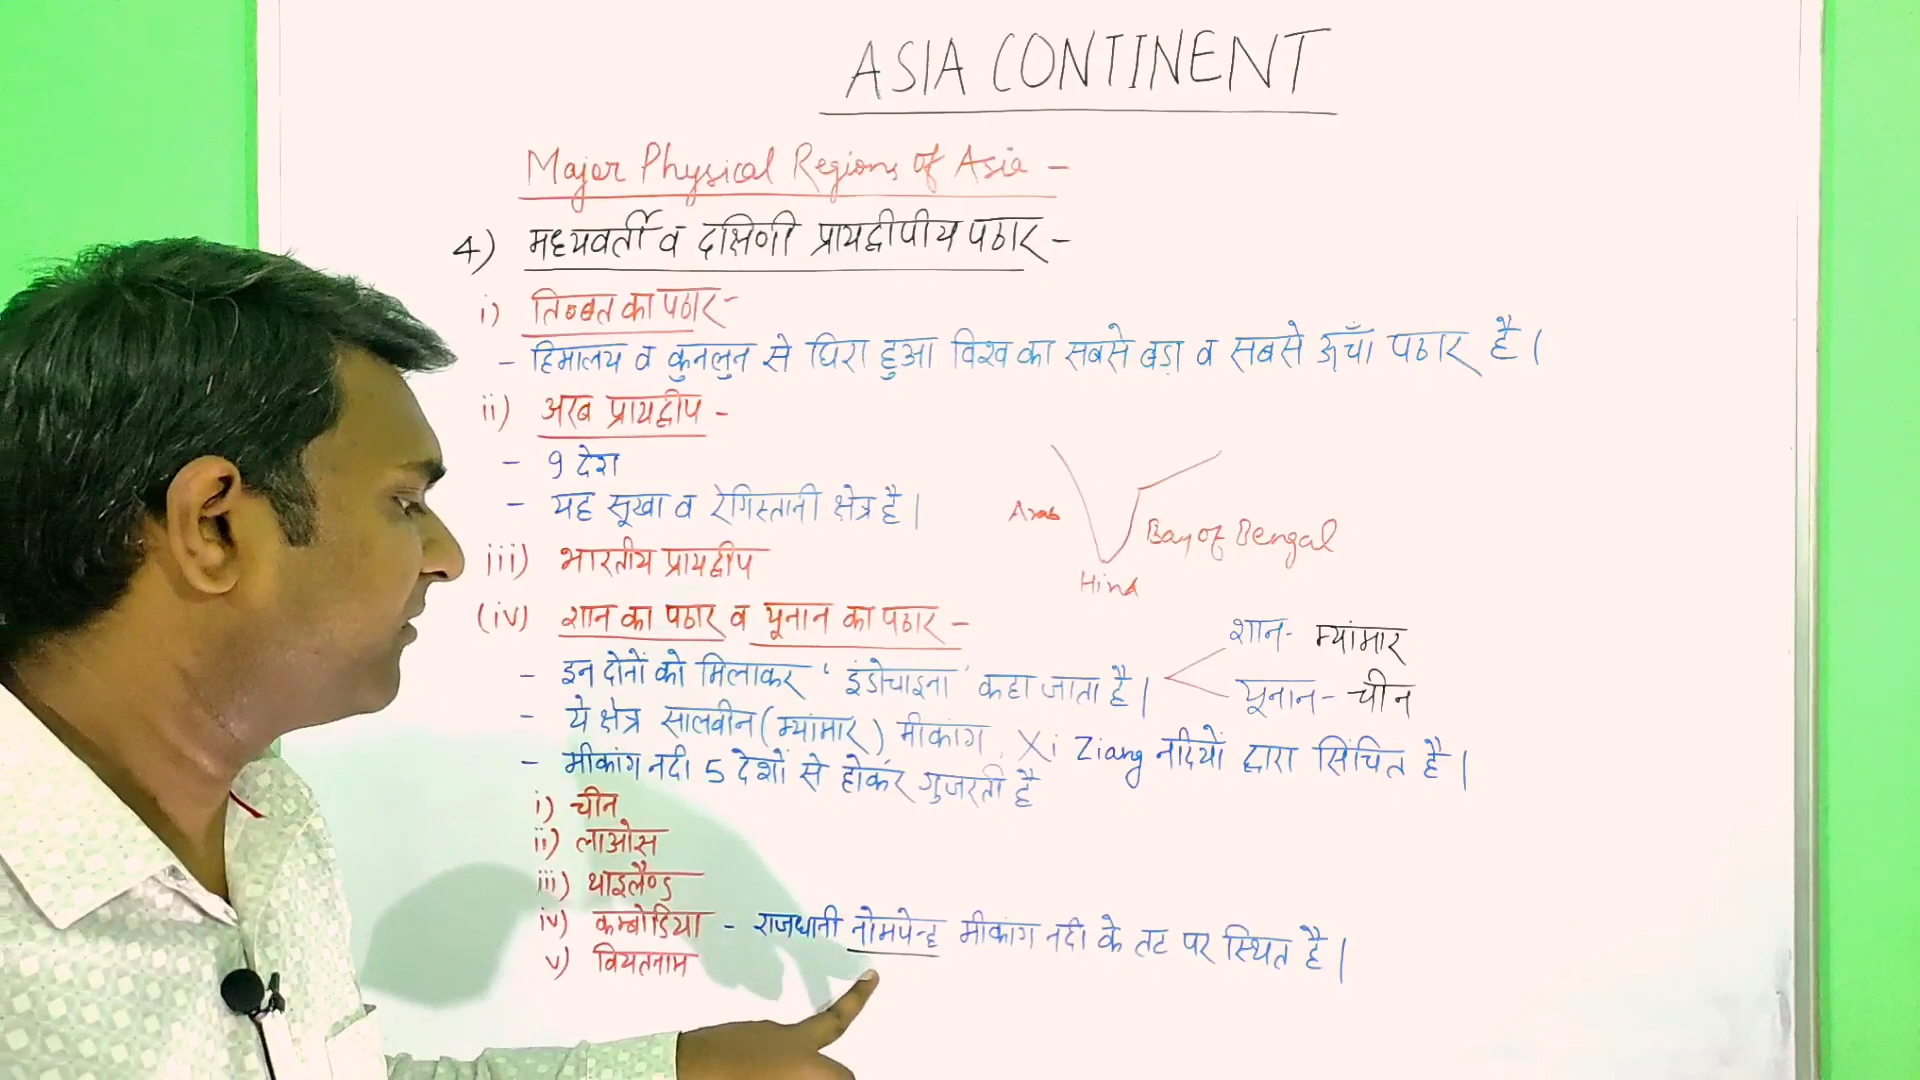 ASIA CONTINENT
Major Physical Regions of Asia -
4) मध्यवर्ती व दक्षिणी प्रायद्वीपीय पठार -
i) तिब्बत का पठार -
- हिमालय व कुनलुन से घिरा हुआ विश्व का सबसे बड़ा व सबसे ऊँचा पठार है।
ii) अरब प्रायद्वीप -
- 9 देश
- यह सूखा व रेगिस्तानी क्षेत्र है।
Arab
Bay of Bengal
Hind
iii) भारतीय प्रायद्वीप
(iv) शान का पठार व यूनान का पठार -
- इन दोनों को मिलाकर 'इंडोचाइना' कहा जाता है।
शान - म्यांमार
यूनान - चीन
- ये क्षेत्र सालवीन (म्यांमार) मीकांग, Xi Ziang नदियों द्वारा सिंचित है।
- मीकांग नदी 5 देशों से होकर गुजरती है
i) चीन
ii) लाओस
iii) थाइलैण्ड
iv) कम्बोडिया - राजधानी नोमपेन्ह मीकांग नदी के तट पर स्थित है।
v) वियतनाम